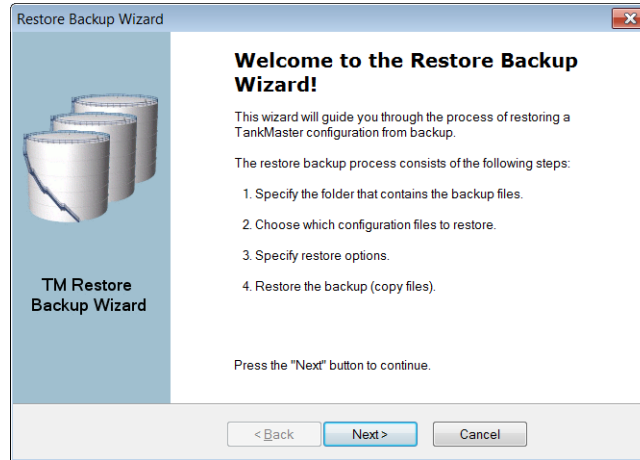 Restore Backup Wizard
Welcome to the Restore Backup
Wizard!
This wizard will guide you through the process of restoring a
TankMaster configuration from backup.
The restore backup process consists of the following steps:
1. Specify the folder that contains the backup files.
2. Choose which configuration files to restore.
3. Specify restore options.
4. Restore the backup (copy files).
TM Restore
Backup Wizard
Press the "Next" button to continue.
< Back
Next >
Cancel